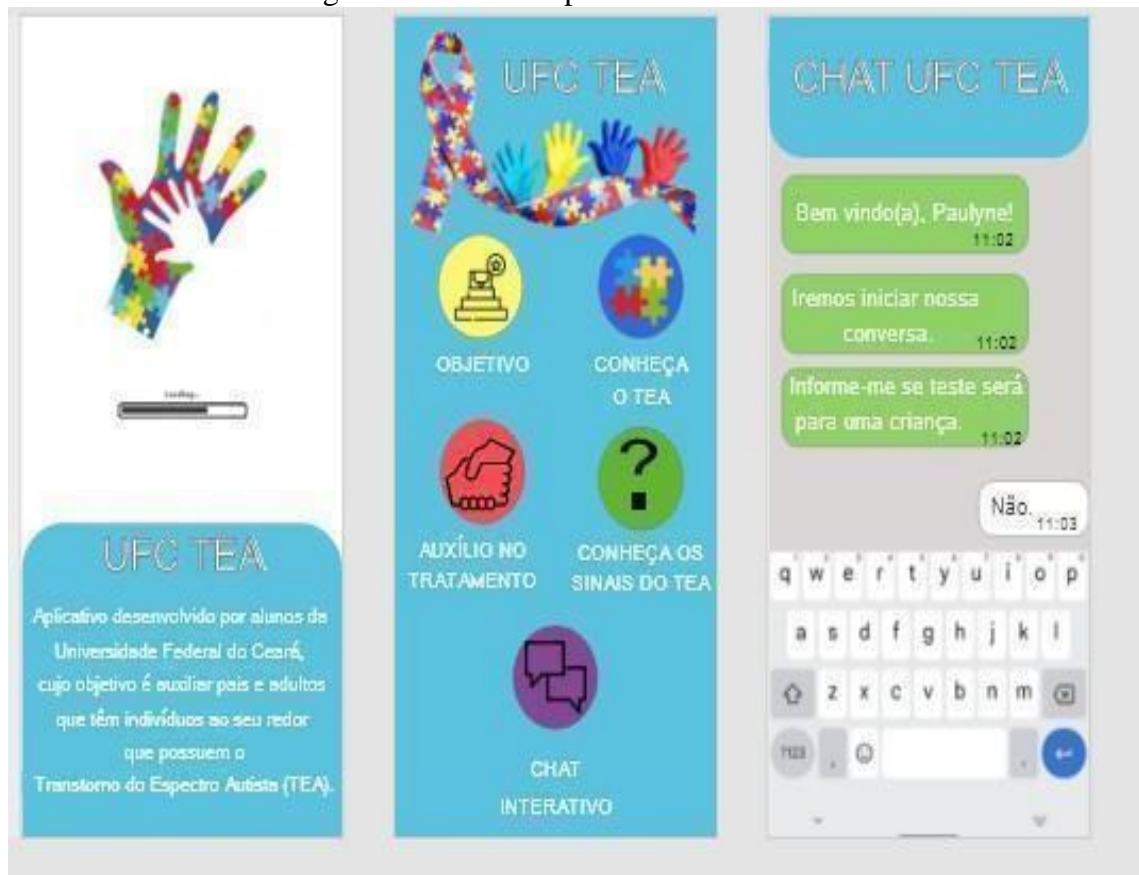 Loading...
UFC TEA
Aplicativo desenvolvido por alunos da
Universidade Federal do Ceará,
cujo objetivo é auxiliar pais e adultos
que têm indivíduos ao seu redor
que possuem o
Transtorno do Espectro Autista (TEA).
UFC TEA
OBJETIVO
CONHEÇA
O TEA
AUXÍLIO NO
TRATAMENTO
CONHEÇA OS
SINAIS DO TEA
CHAT
INTERATIVO
CHAT UFC TEA
Bem vindo(a), Paulyne!
11:02
Iremos iniciar nossa
conversa.
11:02
Informe-me se teste será
para uma criança.
11:02
Não.
11:03
q w e r t y u i o p
a s d f g h j k l
z x c v b n m
?123 , .